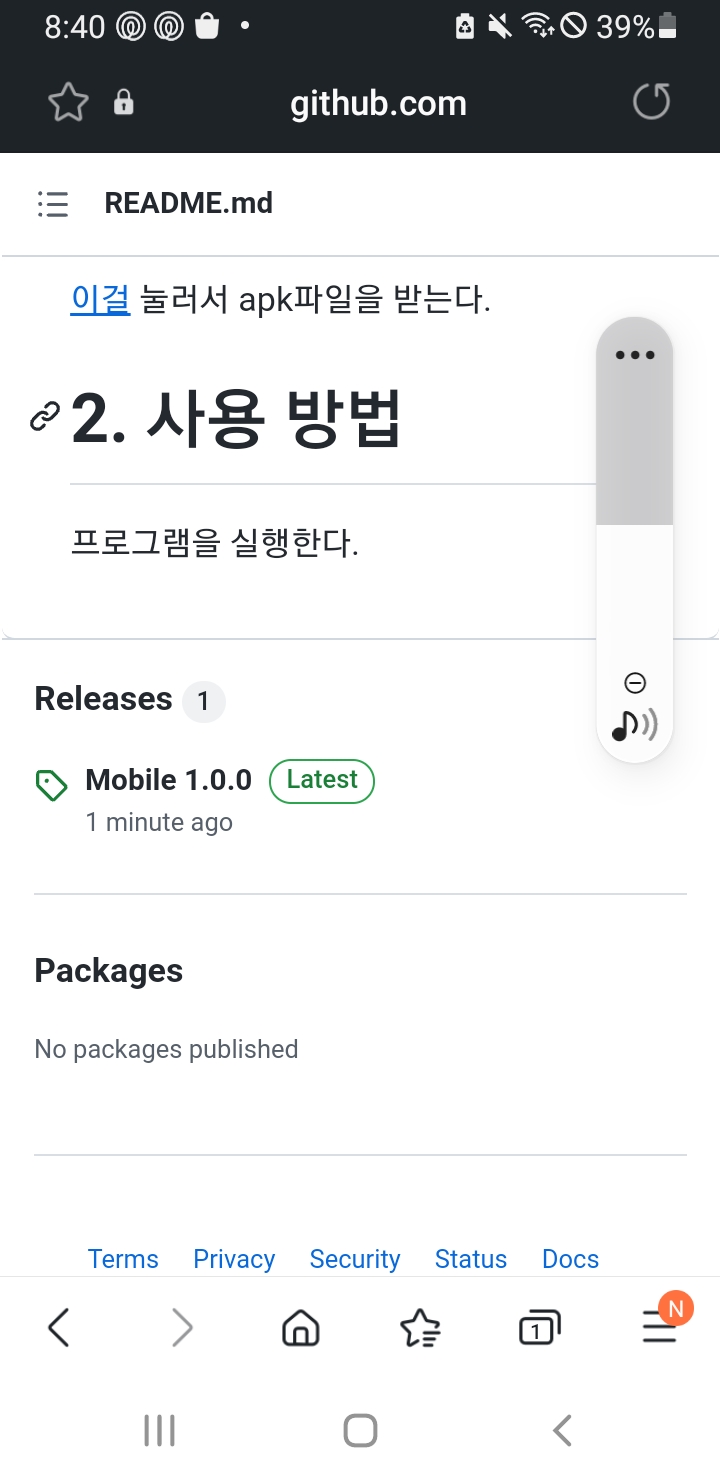 8:40
39%
github.com
README.md
이걸 눌러서 apk파일을 받는다.
2. 사용 방법
프로그램을 실행한다.
Releases 1
Mobile 1.0.0 Latest
1 minute ago
Packages
No packages published
Terms Privacy Security Status Docs
1
N